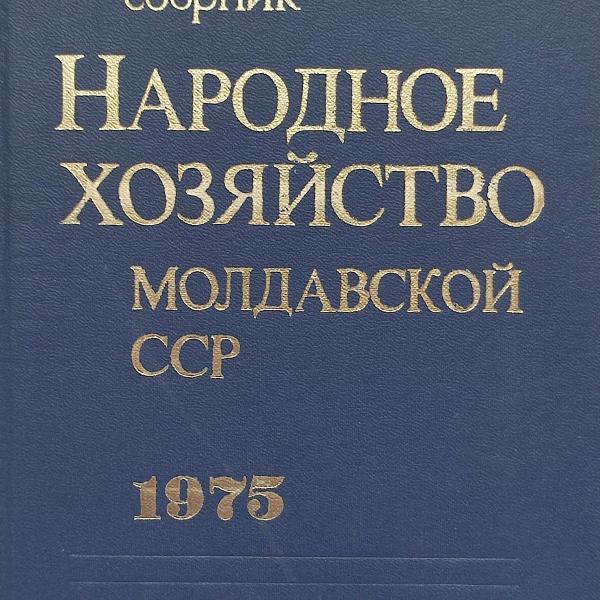 сборник
НАРОДНОЕ
ХОЗЯЙСТВО
МОЛДАВСКОЙ
ССР
1975